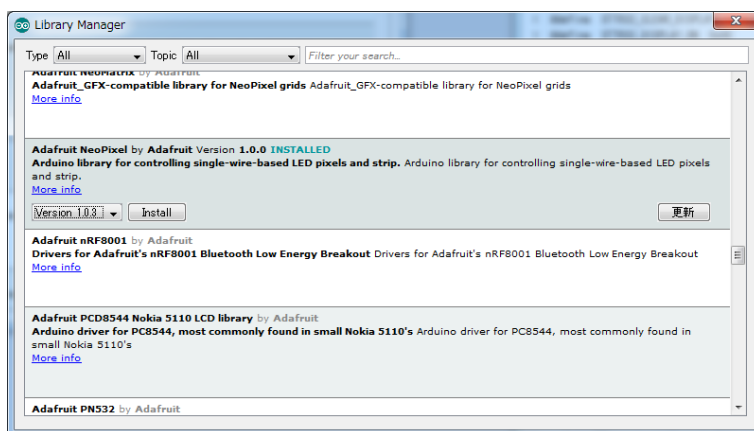 Library Manager
Type All Topic All Filter your search...
Adafruit NeoMatrix by Adafruit
Adafruit_GFX-compatible library for NeoPixel grids Adafruit_GFX-compatible library for NeoPixel grids
More info
Adafruit NeoPixel by Adafruit Version 1.0.0 INSTALLED
Arduino library for controlling single-wire-based LED pixels and strip. Arduino library for controlling single-wire-based LED pixels
and strip.
More info
Version 1.0.3 Install 更新
Adafruit nRF8001 by Adafruit
Drivers for Adafruit's nRF8001 Bluetooth Low Energy Breakout Drivers for Adafruit's nRF8001 Bluetooth Low Energy Breakout
More info
Adafruit PCD8544 Nokia 5110 LCD library by Adafruit
Arduino driver for PC8544, most commonly found in small Nokia 5110's Arduino driver for PC8544, most commonly found in
small Nokia 5110's
More info
Adafruit PN532 by Adafruit